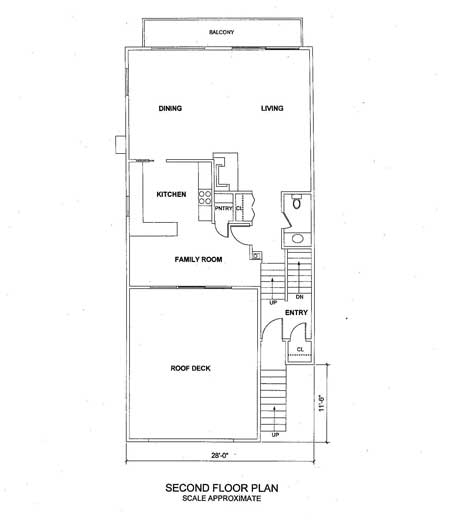 BALCONY
DINING
LIVING
KITCHEN
PNTRY
CL
FAMILY ROOM
UP
DN
ENTRY
CL
ROOF DECK
11'-6"
UP
28'-0"
SECOND FLOOR PLAN
SCALE APPROXIMATE